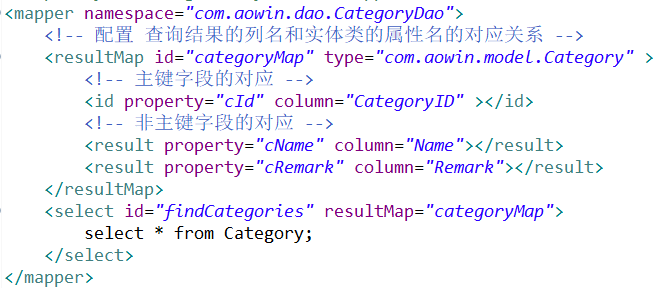 <mapper namespace="com.aowin.dao.CategoryDao">
<!-- 配置 查询结果的列名和实体类的属性名的对应关系 -->
<resultMap id="categoryMap" type="com.aowin.model.Category" >
<!-- 主键字段的对应 -->
<id property="cId" column="CategoryID" ></id>
<!-- 非主键字段的对应 -->
<result property="cName" column="Name"></result>
<result property="cRemark" column="Remark"></result>
</resultMap>
<select id="findCategories" resultMap="categoryMap">
select * from Category;
</select>
</mapper>